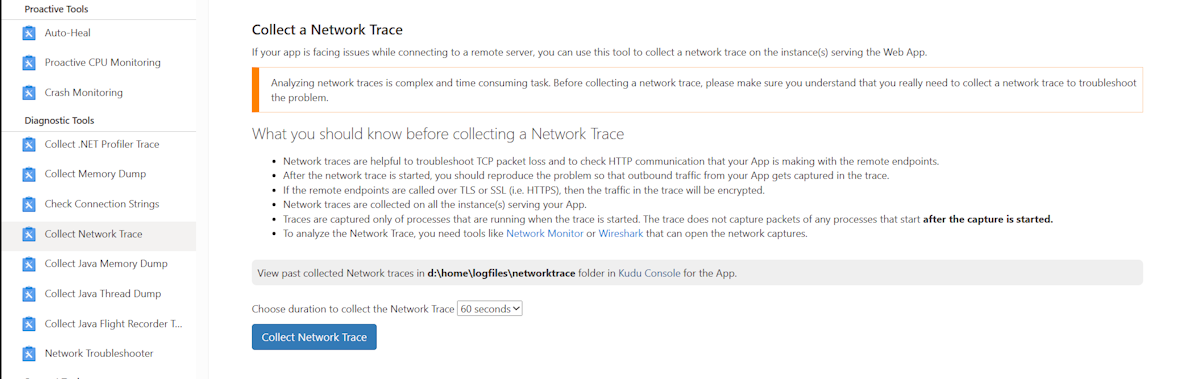 Proactive Tools
Auto-Heal
Proactive CPU Monitoring
Crash Monitoring
Diagnostic Tools
Collect .NET Profiler Trace
Collect Memory Dump
Check Connection Strings
Collect Network Trace
Collect Java Memory Dump
Collect Java Thread Dump
Collect Java Flight Recorder T...
Network Troubleshooter
Collect a Network Trace
If your app is facing issues while connecting to a remote server, you can use this tool to collect a network trace on the instance(s) serving the Web App.
Analyzing network traces is complex and time consuming task. Before collecting a network trace, please make sure you understand that you really need to collect a network trace to troubleshoot
the problem.
What you should know before collecting a Network Trace
• Network traces are helpful to troubleshoot TCP packet loss and to check HTTP communication that your App is making with the remote endpoints.
• After the network trace is started, you should reproduce the problem so that outbound traffic from your App gets captured in the trace.
• If the remote endpoints are called over TLS or SSL (i.e. HTTPS), then the traffic in the trace will be encrypted.
• Network traces are collected on all the instance(s) serving your App.
• Traces are captured only of processes that are running when the trace is started. The trace does not capture packets of any processes that start after the capture is started.
• To analyze the Network Trace, you need tools like Network Monitor or Wireshark that can open the network captures.
View past collected Network traces in d:\home\logfiles\networktrace folder in Kudu Console for the App.
Choose duration to collect the Network Trace 60 seconds
Collect Network Trace